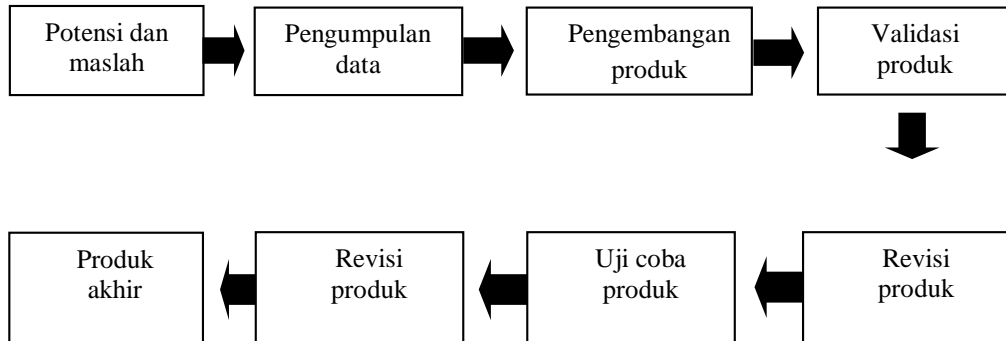 Potensi dan
maslah
Pengumpulan
data
Pengembangan
produk
Validasi
produk
Revisi
produk
Uji coba
produk
Revisi
produk
Produk
akhir